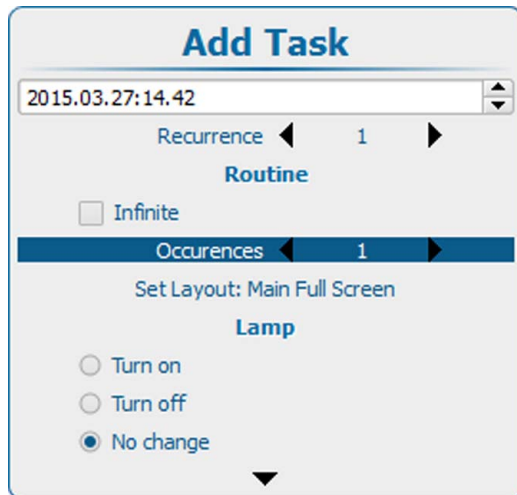 Add Task
2015.03.27:14.42
Recurrence 1
Routine
Infinite
Occurences 1
Set Layout: Main Full Screen
Lamp
Turn on
Turn off
No change